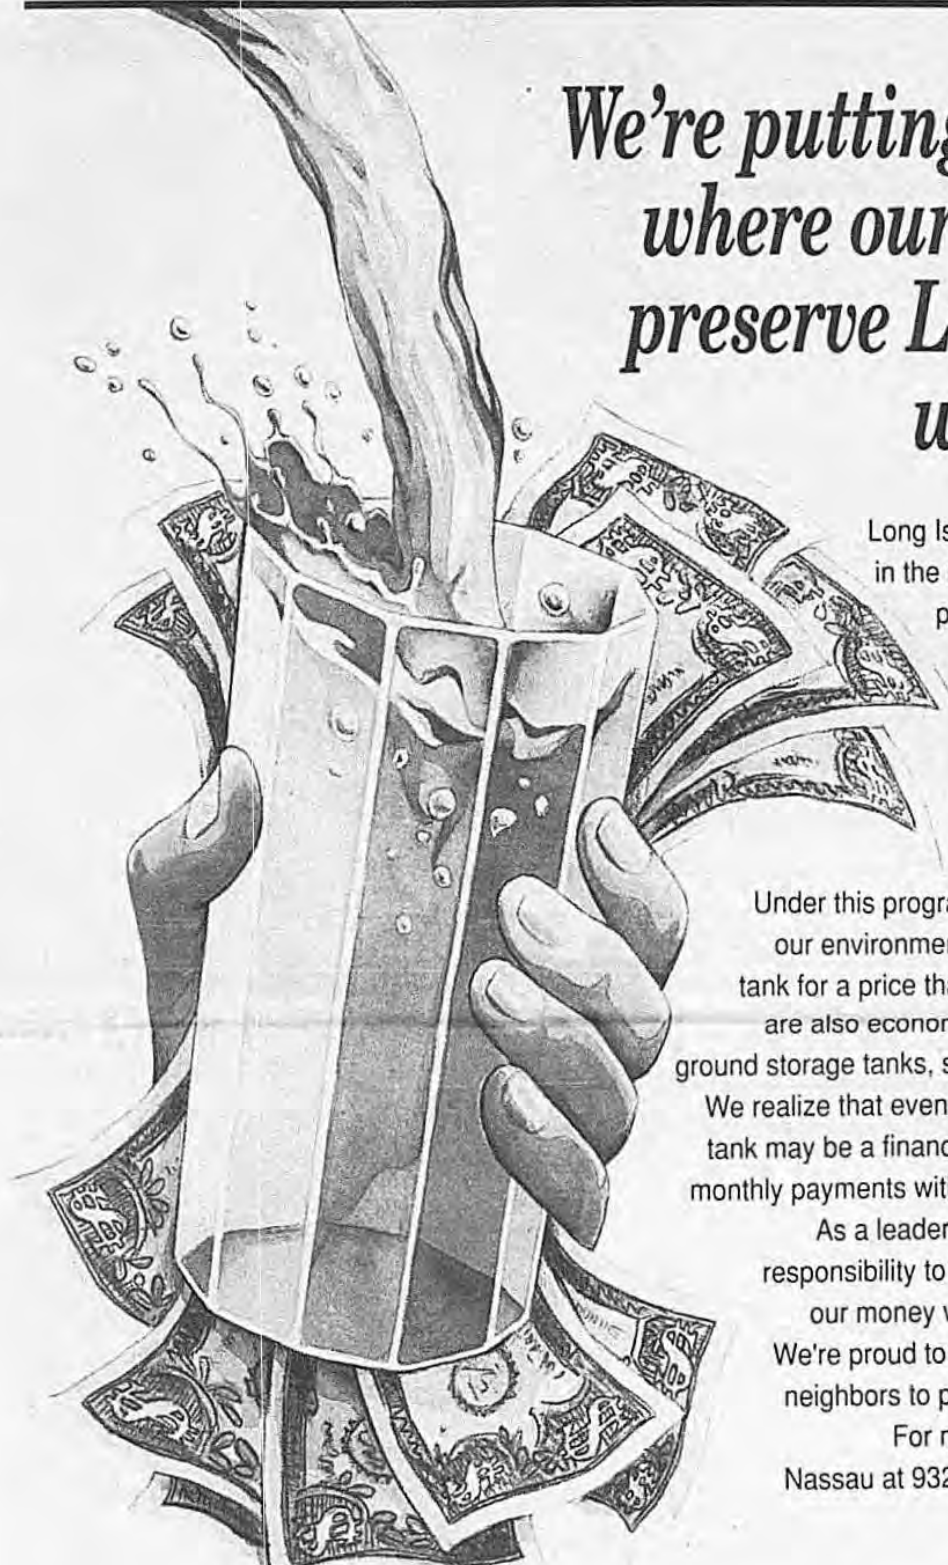 We're putting
where our
preserve L
w
Long Is
in the
p
Under this progra
our environmen
tank for a price tha
are also econor
ground storage tanks, s
We realize that even
tank may be a financ
monthly payments wit
As a leader
responsibility to
our money w
We're proud to
neighbors to p
For n
Nassau at 932